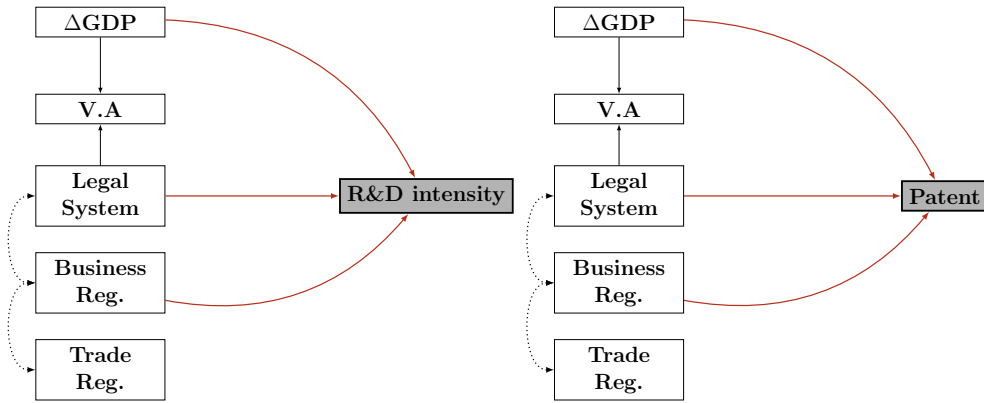 ΔGDP
V.A
Legal
System
R&D intensity
Business
Reg.
Trade
Reg.
ΔGDP
V.A
Legal
System
Patent
Business
Reg.
Trade
Reg.